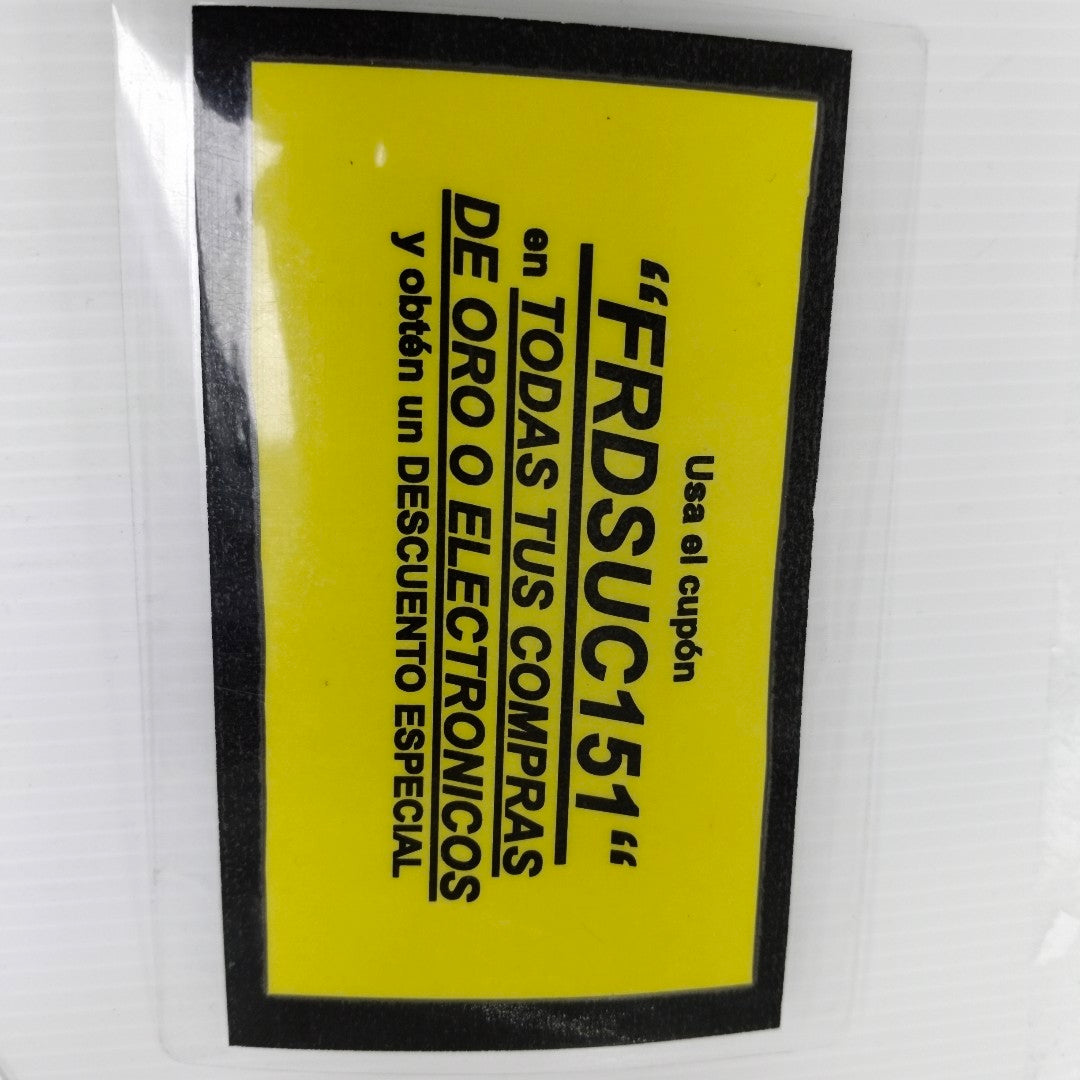 Usa el cupón
“FRDSUC151“
en TODAS TUS COMPRAS
DE ORO O ELECTRONICOS
y obtén un DESCUENTO ESPECIAL